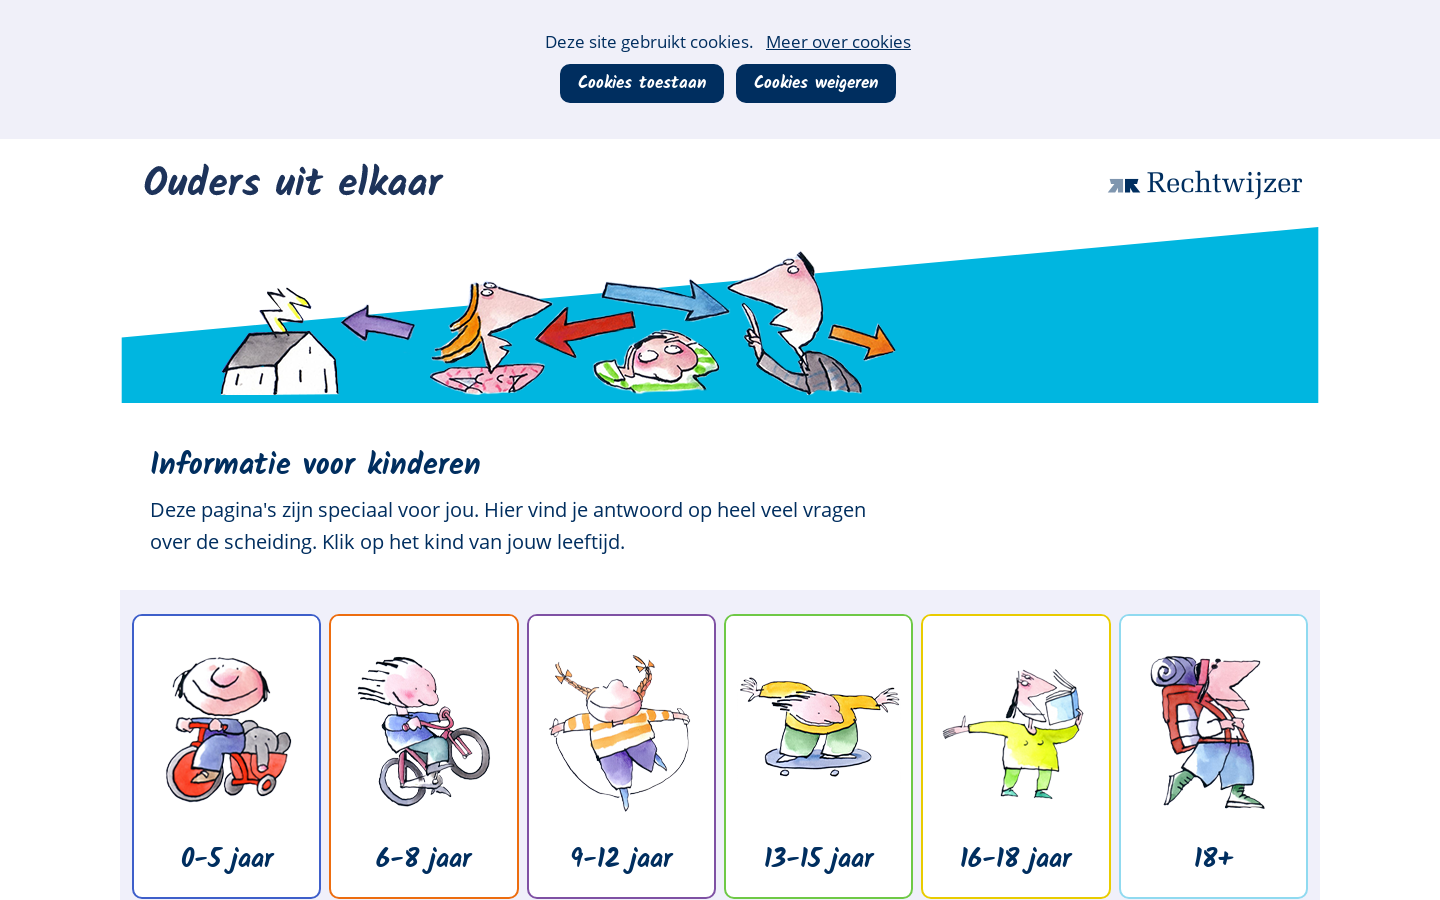 Deze site gebruikt cookies. Meer over cookies
Cookies toestaan Cookies weigeren
Ouders uit elkaar
Rechtwijzer
Informatie voor kinderen
Deze pagina's zijn speciaal voor jou. Hier vind je antwoord op heel veel vragen
over de scheiding. Klik op het kind van jouw leeftijd.
0-5 jaar
6-8 jaar
9-12 jaar
13-15 jaar
16-18 jaar
18+